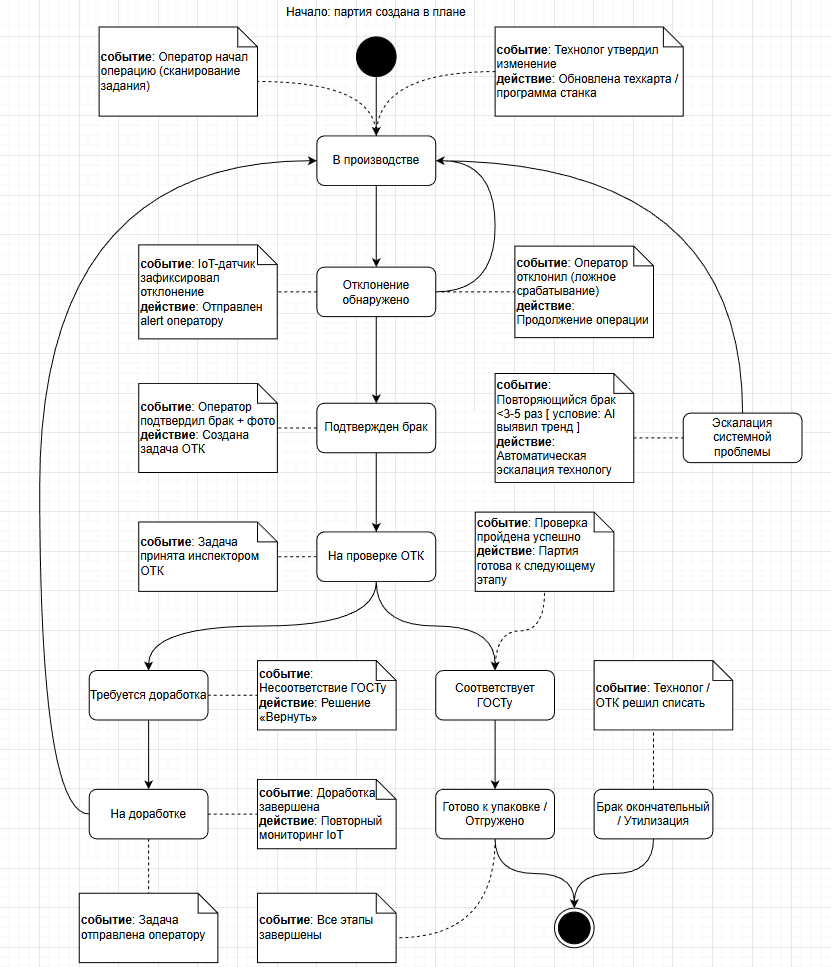 Начало: партия создана в плане
событие: Оператор начал
операцию (сканирование
задания)
событие: Технолог утвердил
изменение
действие: Обновлена техкарта /
программа станка
В производстве
событие: IoT-датчик
зафиксировал
отклонение
действие: Отправлен
alert оператору
Отклонение
обнаружено
событие: Оператор
отклонил (ложное
срабатывание)
действие:
Продолжение операции
событие: Оператор
подтвердил брак + фото
действие: Создана
задача ОТК
Подтвержден брак
событие:
Повторяющийся брак
<3-5 раз [ условие: AI
выявил тренд ]
действие:
Автоматическая
эскалация технологу
Эскалация
системной
проблемы
событие: Задача
принята инспектором
ОТК
На проверке ОТК
событие: Проверка
пройдена успешно
действие: Партия
готова к следующему
этапу
Требуется доработка
событие:
Несоответствие ГОСТу
действие: Решение
«Вернуть»
Соответствует
ГОСТу
событие: Технолог /
ОТК решил списать
На доработке
событие: Доработка
завершена
действие: Повторный
мониторинг IoT
Готово к упаковке /
Отгружено
Брак окончательный
/ Утилизация
событие: Задача
отправлена оператору
событие: Все этапы
завершены